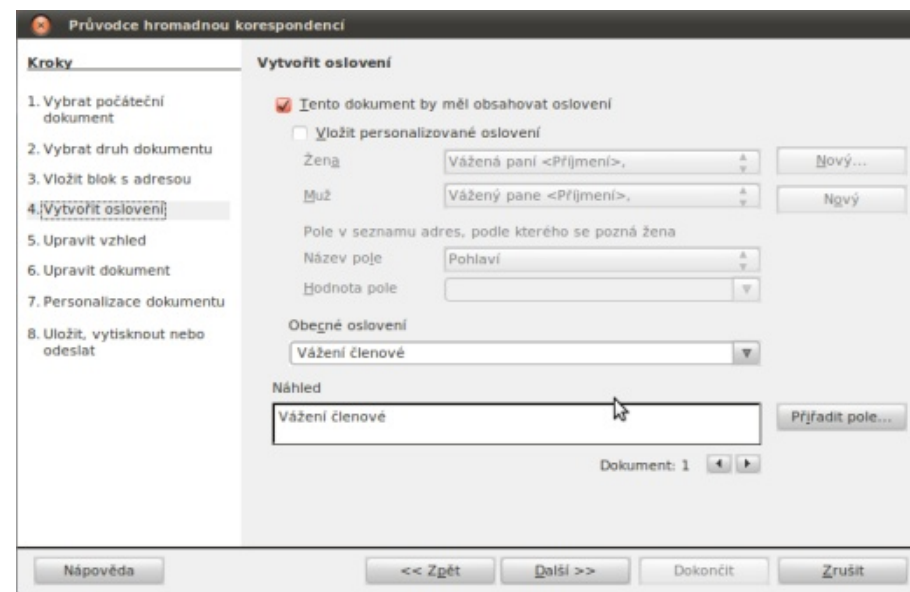 Průvodce hromadnou korespondencí
Kroky
1. Vybrat počáteční
dokument
2. Vybrat druh dokumentu
3. Vložit blok s adresou
4. Vytvořit oslovení
5. Upravit vzhled
6. Upravit dokument
7. Personalizace dokumentu
8. Uložit, vytisknout nebo
odeslat
Vytvořit oslovení
Tento dokument by měl obsahovat oslovení
Vložit personalizované oslovení
Žena Vážená paní <Příjmení>, Nový...
Muž Vážený pane <Příjmení>, Nový
Pole v seznamu adres, podle kterého se pozná žena
Název pole Pohlaví
Hodnota pole
Obecné oslovení
Vážení členové
Náhled
Vážení členové
Přiřadit pole...
Dokument: 1
Nápověda << Zpět Další >> Dokončit Zrušit